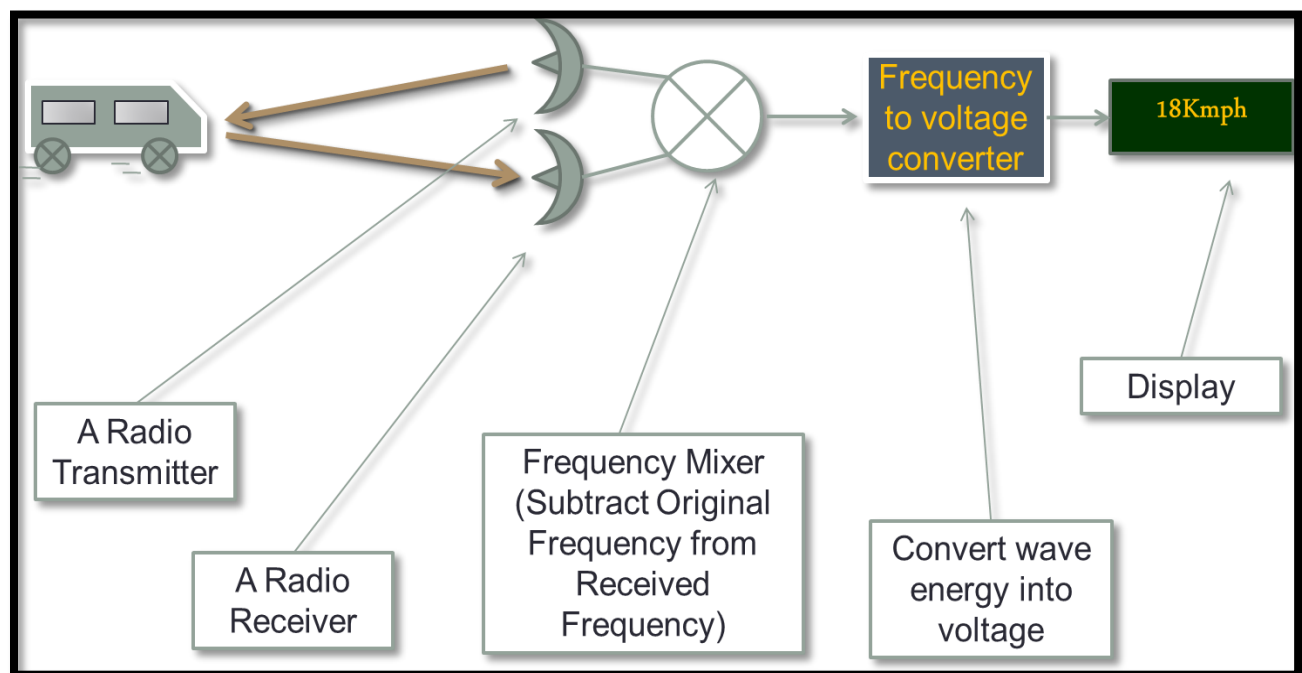 Frequency
to voltage
converter
18Kmph
Display
A Radio
Transmitter
Frequency Mixer
(Subtract Original
Frequency from
Received
Frequency)
Convert wave
energy into
voltage
A Radio
Receiver